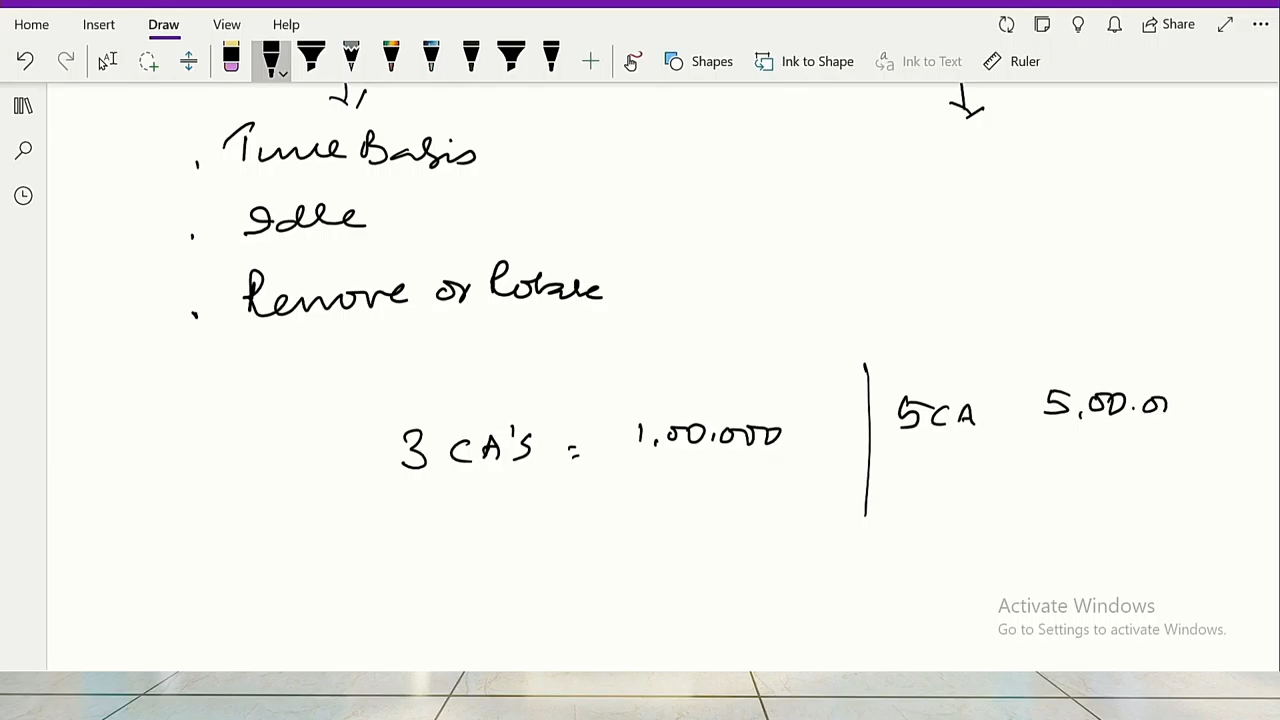 Home Insert Draw View Help Share
Shapes Ink to Shape Ink to Text Ruler
. Time Basis
. Idle
. Remove or Rotate
3 CA's = 1,00,000
5 CA 5,00.0
Activate Windows
Go to Settings to activate Windows.